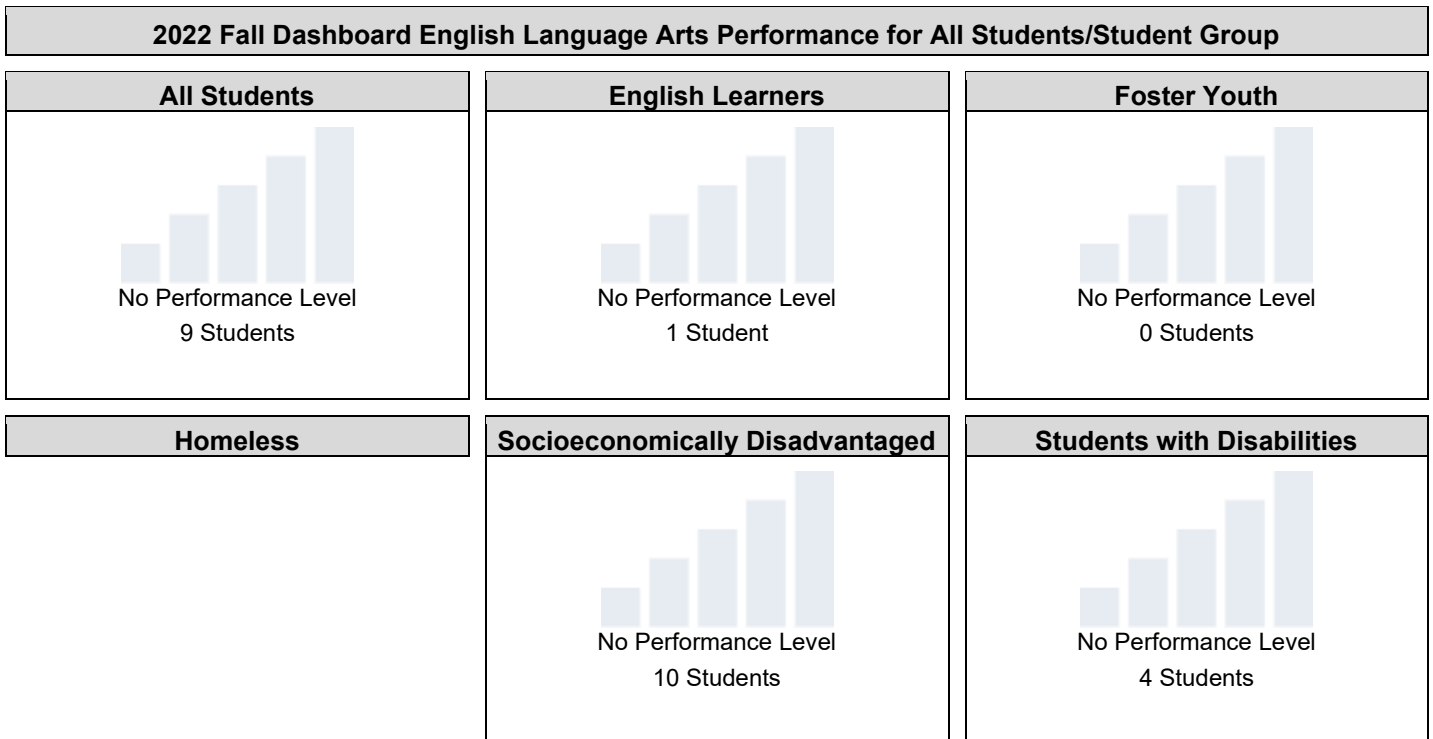 2022 Fall Dashboard English Language Arts Performance for All Students/Student Group
All Students
No Performance Level
9 Students
English Learners
No Performance Level
1 Student
Foster Youth
No Performance Level
0 Students
Homeless
Socioeconomically Disadvantaged
No Performance Level
10 Students
Students with Disabilities
No Performance Level
4 Students